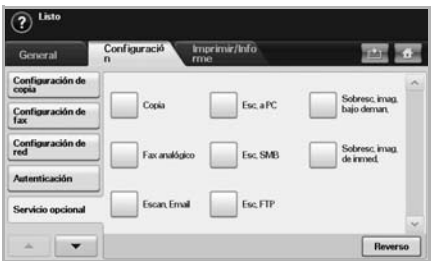 ? Listo
General
Configuració
n
Imprimir/Info
rme
Configuración de
copia
Configuración de
fax
Configuración de
red
Autenticación
Servicio opcional
Copia
Esc. a PC
Sobresc. imag.
bajo deman.
Fax analógico
Esc. SMB
Sobresc. imag.
de inmed.
Escan. Email
Esc. FTP
Reverso